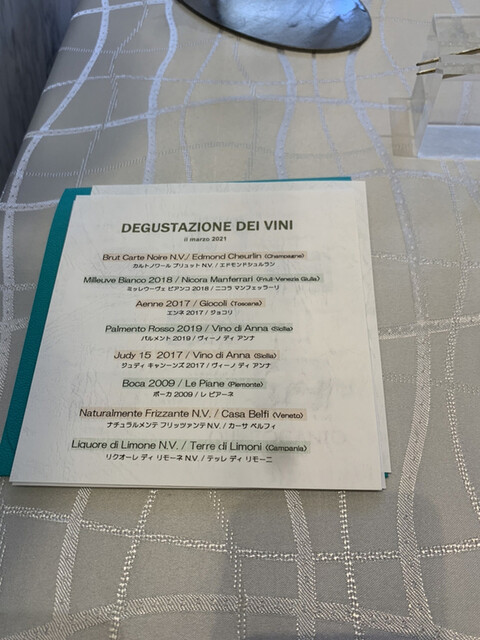 DEGUSTAZIONE DEI VINI
il marzo 2021
Brut Carte Noire N.V./ Edmond Cheurlin (Champagne)
カルトノワール ブリュット N.V. / エドモンドシュルラン
Milleuve Bianco 2018 / Nicora Manferrari (Friuli-Venezia Giulia)
ミッレウーヴェ ビアンコ 2018 / ニコラ マンフェッラーリ
Aenne 2017 / Giocoli (Toscana)
エンネ 2017 / ジョコリ
Palmento Rosso 2019 / Vino di Anna (Sicilia)
パルメント 2019 / ヴィーノ ディ アンナ
Judy 15 2017 / Vino di Anna (Sicilia)
ジュディ キャンーンズ 2017 / ヴィーノ ディ アンナ
Boca 2009 / Le Piane (Piemonte)
ボーカ 2009 / レ ピアーネ
Naturalmente Frizzante N.V. / Casa Belfi (Veneto)
ナチュラルメンテ フリッツァンテ N.V. / カーサ ベルフィ
Liquore di Limone N.V. / Terre di Limoni (Campania)
リクオーレ ディ リモーネ N.V. / テッレ ディ リモーニ